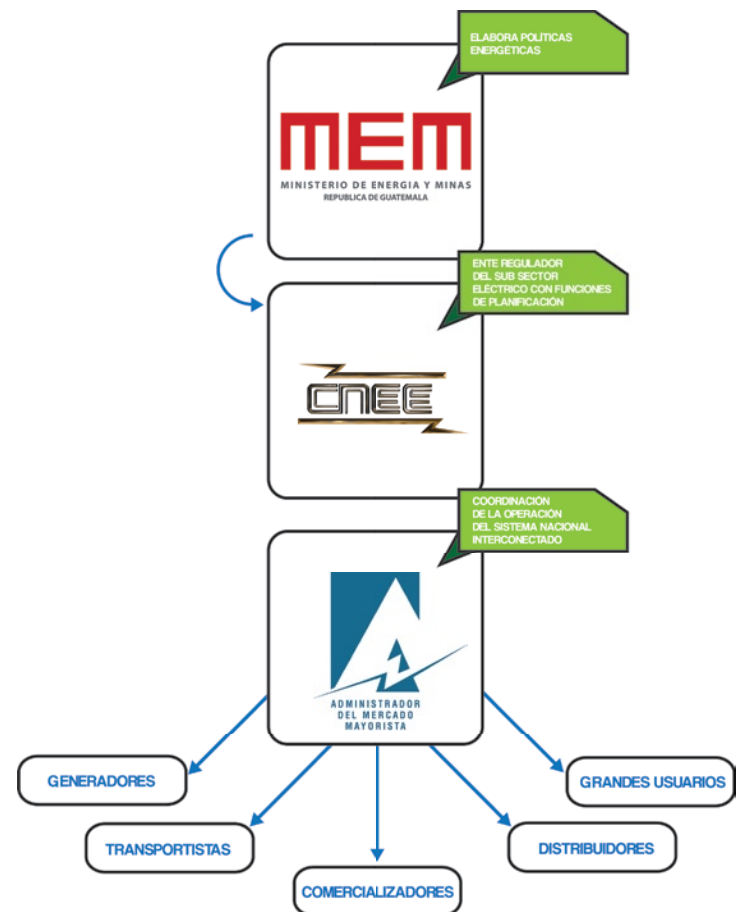 ELABORA POLÍTICAS
ENERGÉTICAS
MEM
MINISTERIO DE ENERGIA Y MINAS
REPUBLICA DE GUATEMALA
ENTE REGULADOR
DEL SUB SECTOR
ELÉCTRICO CON FUNCIONES
DE PLANIFICACIÓN
CNEE
COORDINACIÓN
DE LA OPERACIÓN
DEL SISTEMA NACIONAL
INTERCONECTADO
ADMINISTRADOR
DEL MERCADO
MAYORISTA
GENERADORES
GRANDES USUARIOS
TRANSPORTISTAS
DISTRIBUIDORES
COMERCIALIZADORES